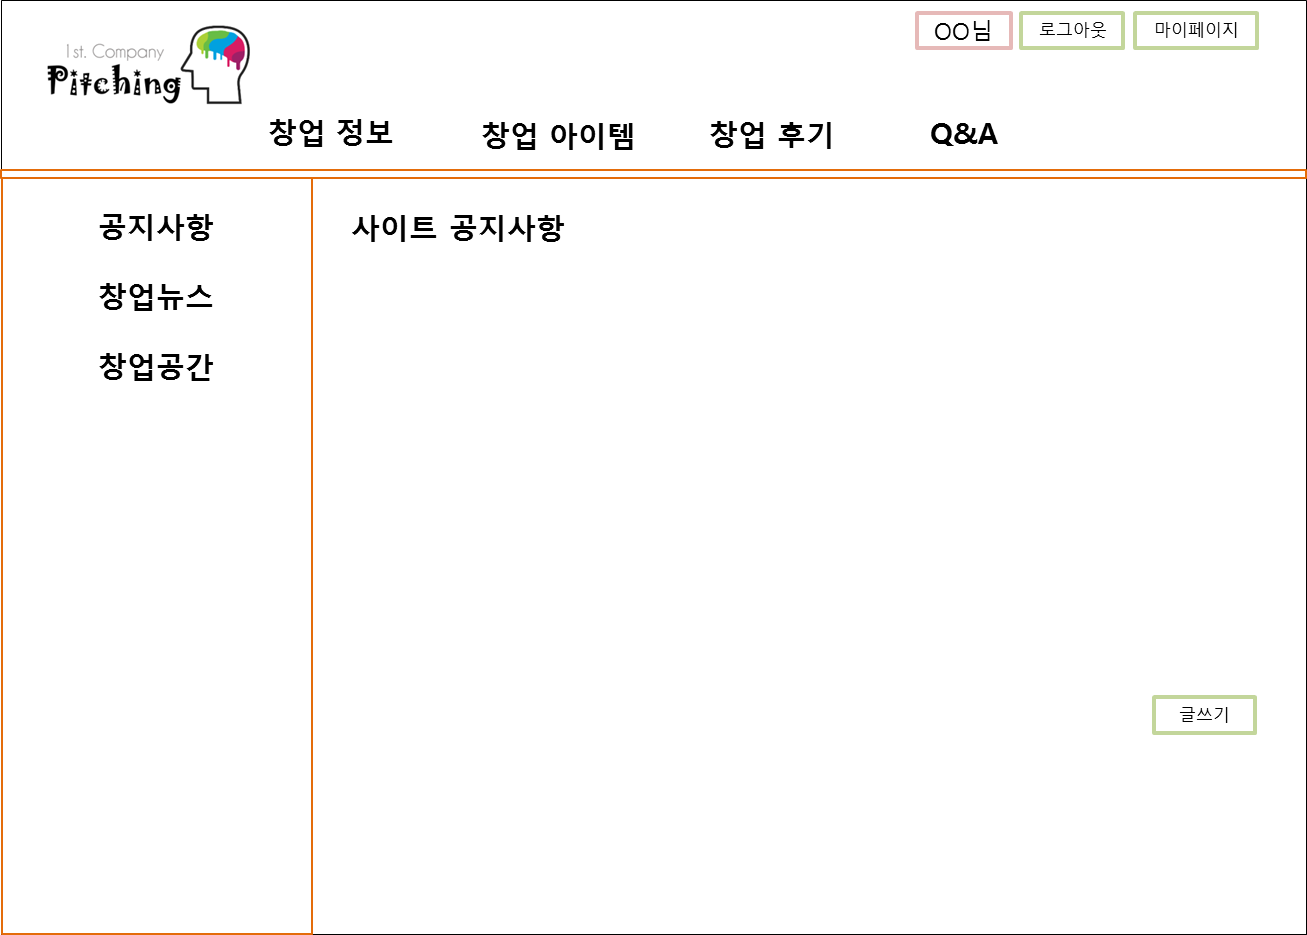 1st. Company
Pitching
OO님
로그아웃
마이페이지
창업 정보
창업 아이템
창업 후기
Q&A
공지사항
창업뉴스
창업공간
사이트 공지사항
글쓰기